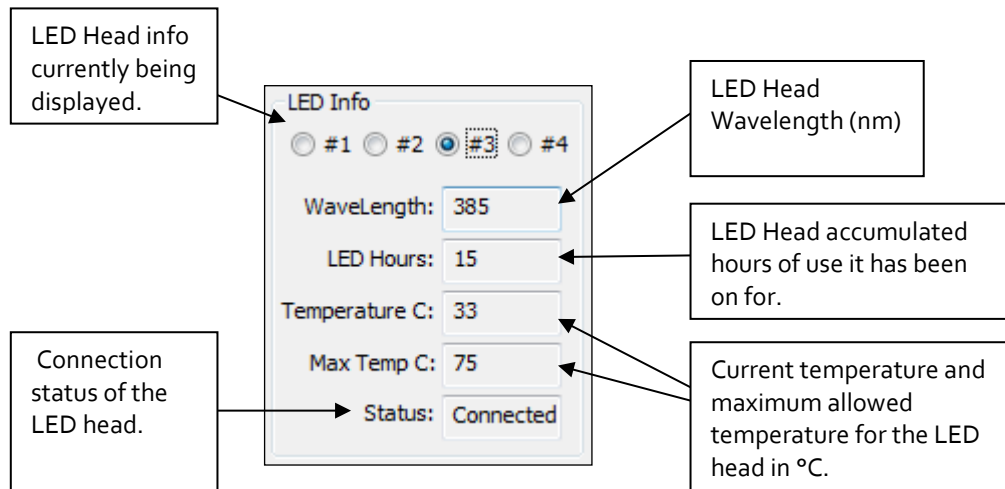 LED Head info
currently being
displayed.
LED Info
#1 #2 #3 #4
WaveLength: 385
LED Hours: 15
Temperature C: 33
Max Temp C: 75
Status: Connected
LED Head
Wavelength (nm)
LED Head accumulated
hours of use it has been
on for.
Connection
status of the
LED head.
Current temperature and
maximum allowed
temperature for the LED
head in °C.